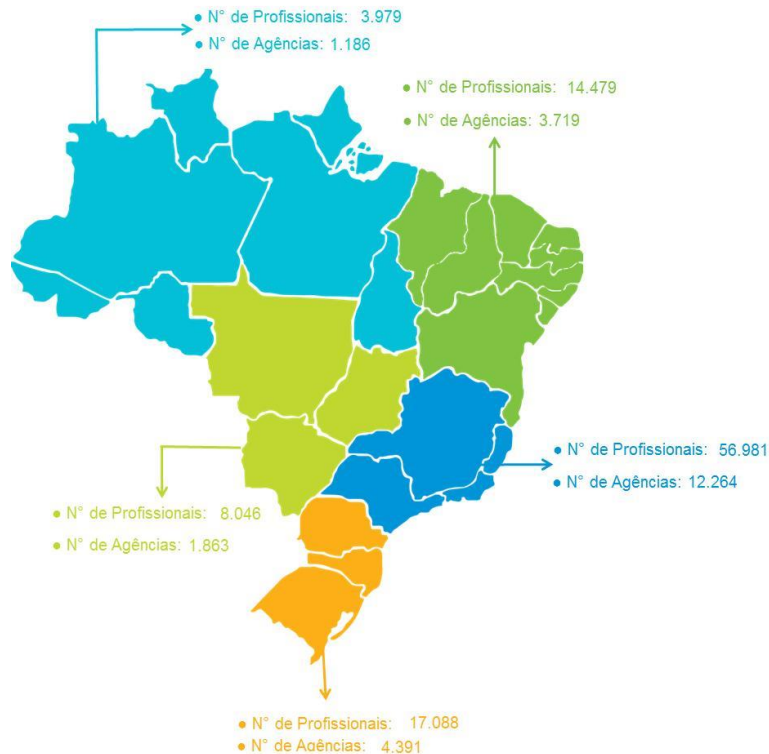 ● N° de Profissionais: 3.979
● N° de Agências: 1.186
● N° de Profissionais: 14.479
● N° de Agências: 3.719
● N° de Profissionais: 56.981
● N° de Agências: 12.264
● N° de Profissionais: 8.046
● N° de Agências: 1.863
● N° de Profissionais: 17.088
● N° de Agências: 4.391